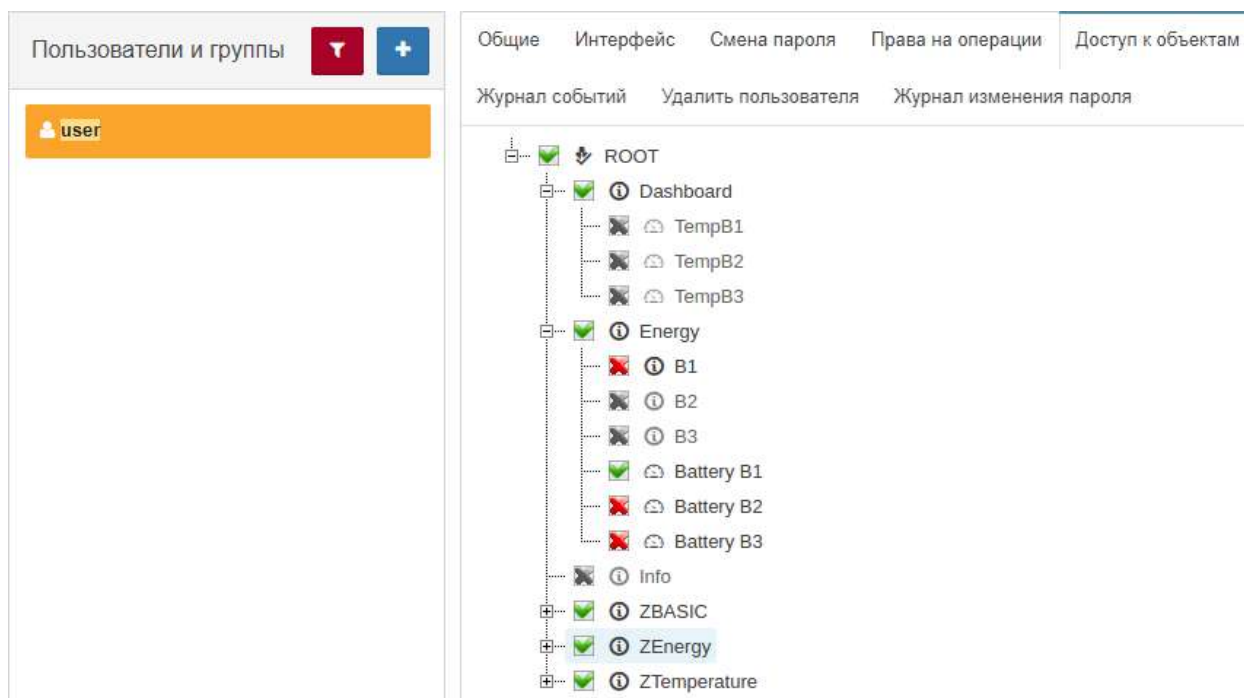 Пользователи и группы
user
Общие Интерфейс Смена пароля Права на операции Доступ к объектам
Журнал событий Удалить пользователя Журнал изменения пароля
ROOT
Dashboard
TempB1
TempB2
TempB3
Energy
B1
B2
B3
Battery B1
Battery B2
Battery B3
Info
ZBASIC
ZEnergy
ZTemperature